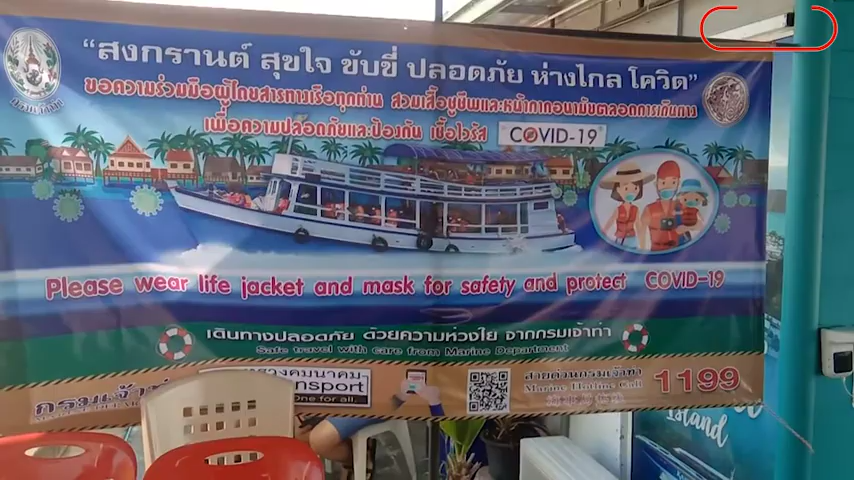 “สงกรานต์ สุขใจ ขับขี่ ปลอดภัย ห่างไกล โควิด”
ขอความร่วมมือผู้โดยสารทางเรือทุกท่าน สวมเสื้อชูชีพและหน้ากากอนามัยตลอดการเดินทาง
เพื่อความปลอดภัยและป้องกัน เชื้อไวรัส COVID-19
Please wear life jacket and mask for safety and protect COVID-19
เดินทางปลอดภัย ด้วยความห่วงใย จากกรมเจ้าท่า
Safe travel with care from Marine Department
กรมเจ้าท่า
nsport
One for all.
สายด่วนกรมเจ้าท่า
Marine Hotline Call
1199
Island